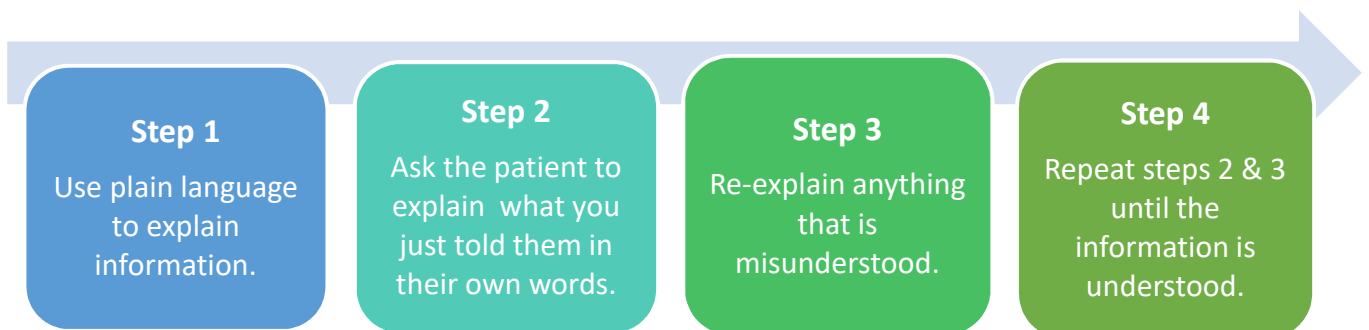 Step 1
Use plain language
to explain
information.
Step 2
Ask the patient to
explain  what you
just told them in
their own words.
Step 3
Re-explain anything
that is
misunderstood.
Step 4
Repeat steps 2 & 3
until the
information is
understood.